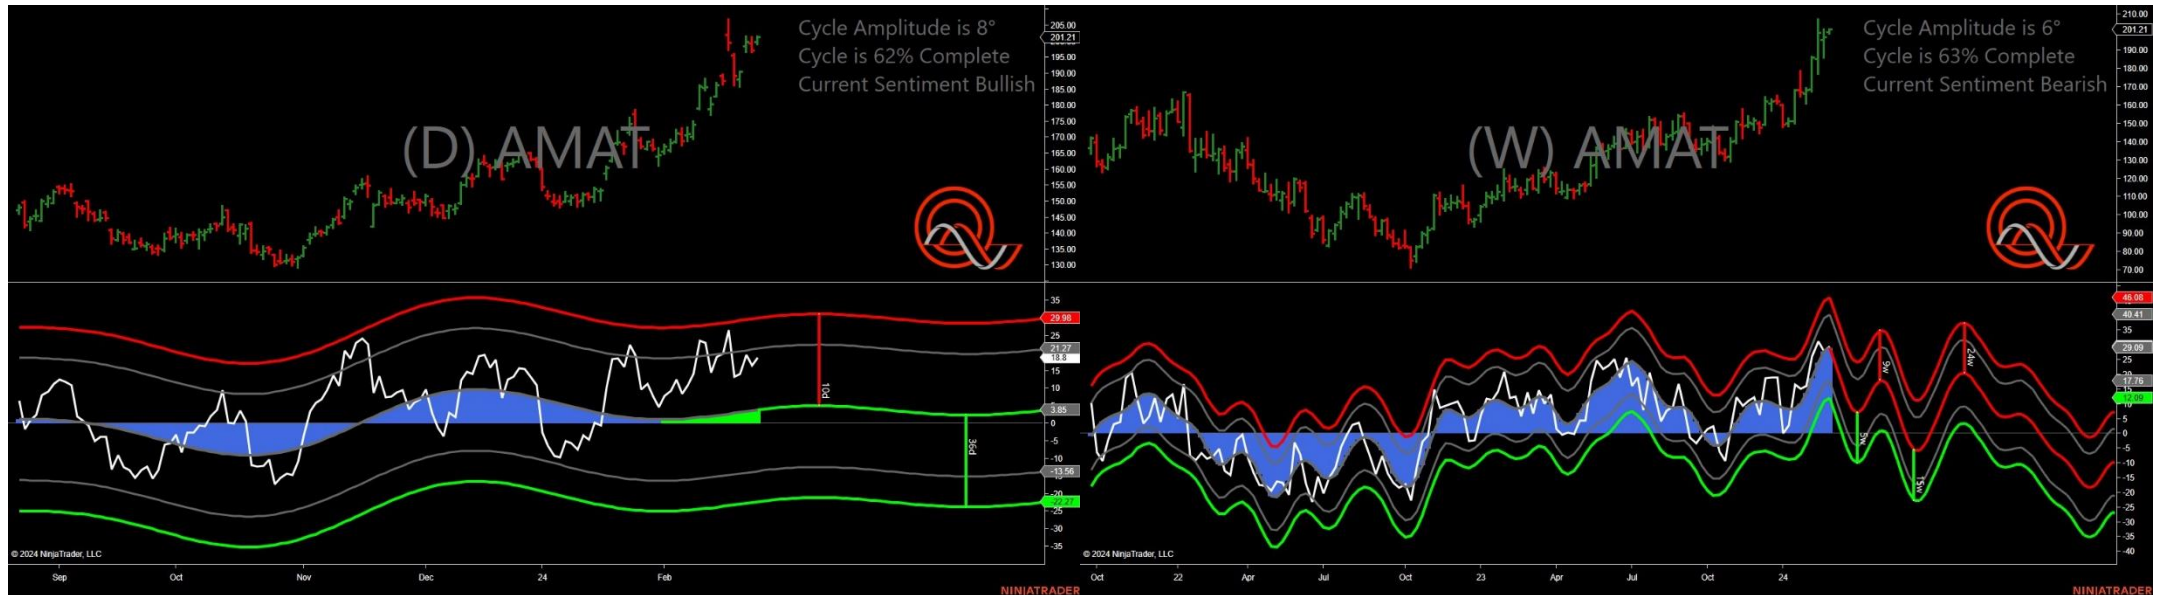 Cycle Amplitude is 8°
Cycle is 62% Complete
Current Sentiment Bullish
(D) AMAT
205.00
201.21
195.00
190.00
185.00
180.00
175.00
170.00
165.00
160.00
155.00
150.00
145.00
140.00
135.00
130.00
35
29.98
25
21.27
18.8
15
10
5
3.85
0
-5
-10
-13.56
-20
-22.27
-25
-30
-35
10d
36d
© 2024 NinjaTrader, LLC
Sep
Oct
Nov
Dec
24
Feb
NINJATRADER
Cycle Amplitude is 6°
Cycle is 63% Complete
Current Sentiment Bearish
(W) AMAT
210.00
201.21
190.00
180.00
170.00
160.00
150.00
140.00
130.00
120.00
110.00
100.00
90.00
80.00
70.00
46.08
40.41
35
29.09
25
20
17.76
12.09
5
0
-5
-10
-15
-20
-25
-30
-35
-40
5w
9w
15w
24w
© 2024 NinjaTrader, LLC
Oct
22
Apr
Jul
Oct
23
Apr
Jul
Oct
24
NINJATRADER